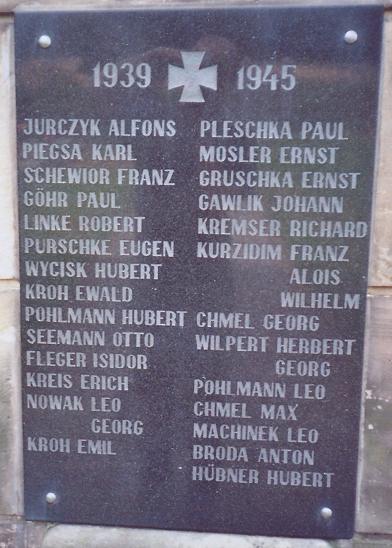 1939 1945
JURCZYK ALFONS
PIEGSA KARL
SCHEWIOR FRANZ
GÖHR PAUL
LINKE ROBERT
PURSCHKE EUGEN
WYCISK HUBERT
KROH EWALD
POHLMANN HUBERT
SEEMANN OTTO
FLEGER ISIDOR
KREIS ERICH
NOWAK LEO
GEORG
KROH EMIL
PLESCHKA PAUL
MOSLER ERNST
GRUSCHKA ERNST
GAWLIK JOHANN
KREMSER RICHARD
KURZIDIM FRANZ
ALOIS
WILHELM
CHMEL GEORG
WILPERT HERBERT
GEORG
POHLMANN LEO
CHMEL MAX
MACHINEK LEO
BRODA ANTON
HÜBNER HUBERT